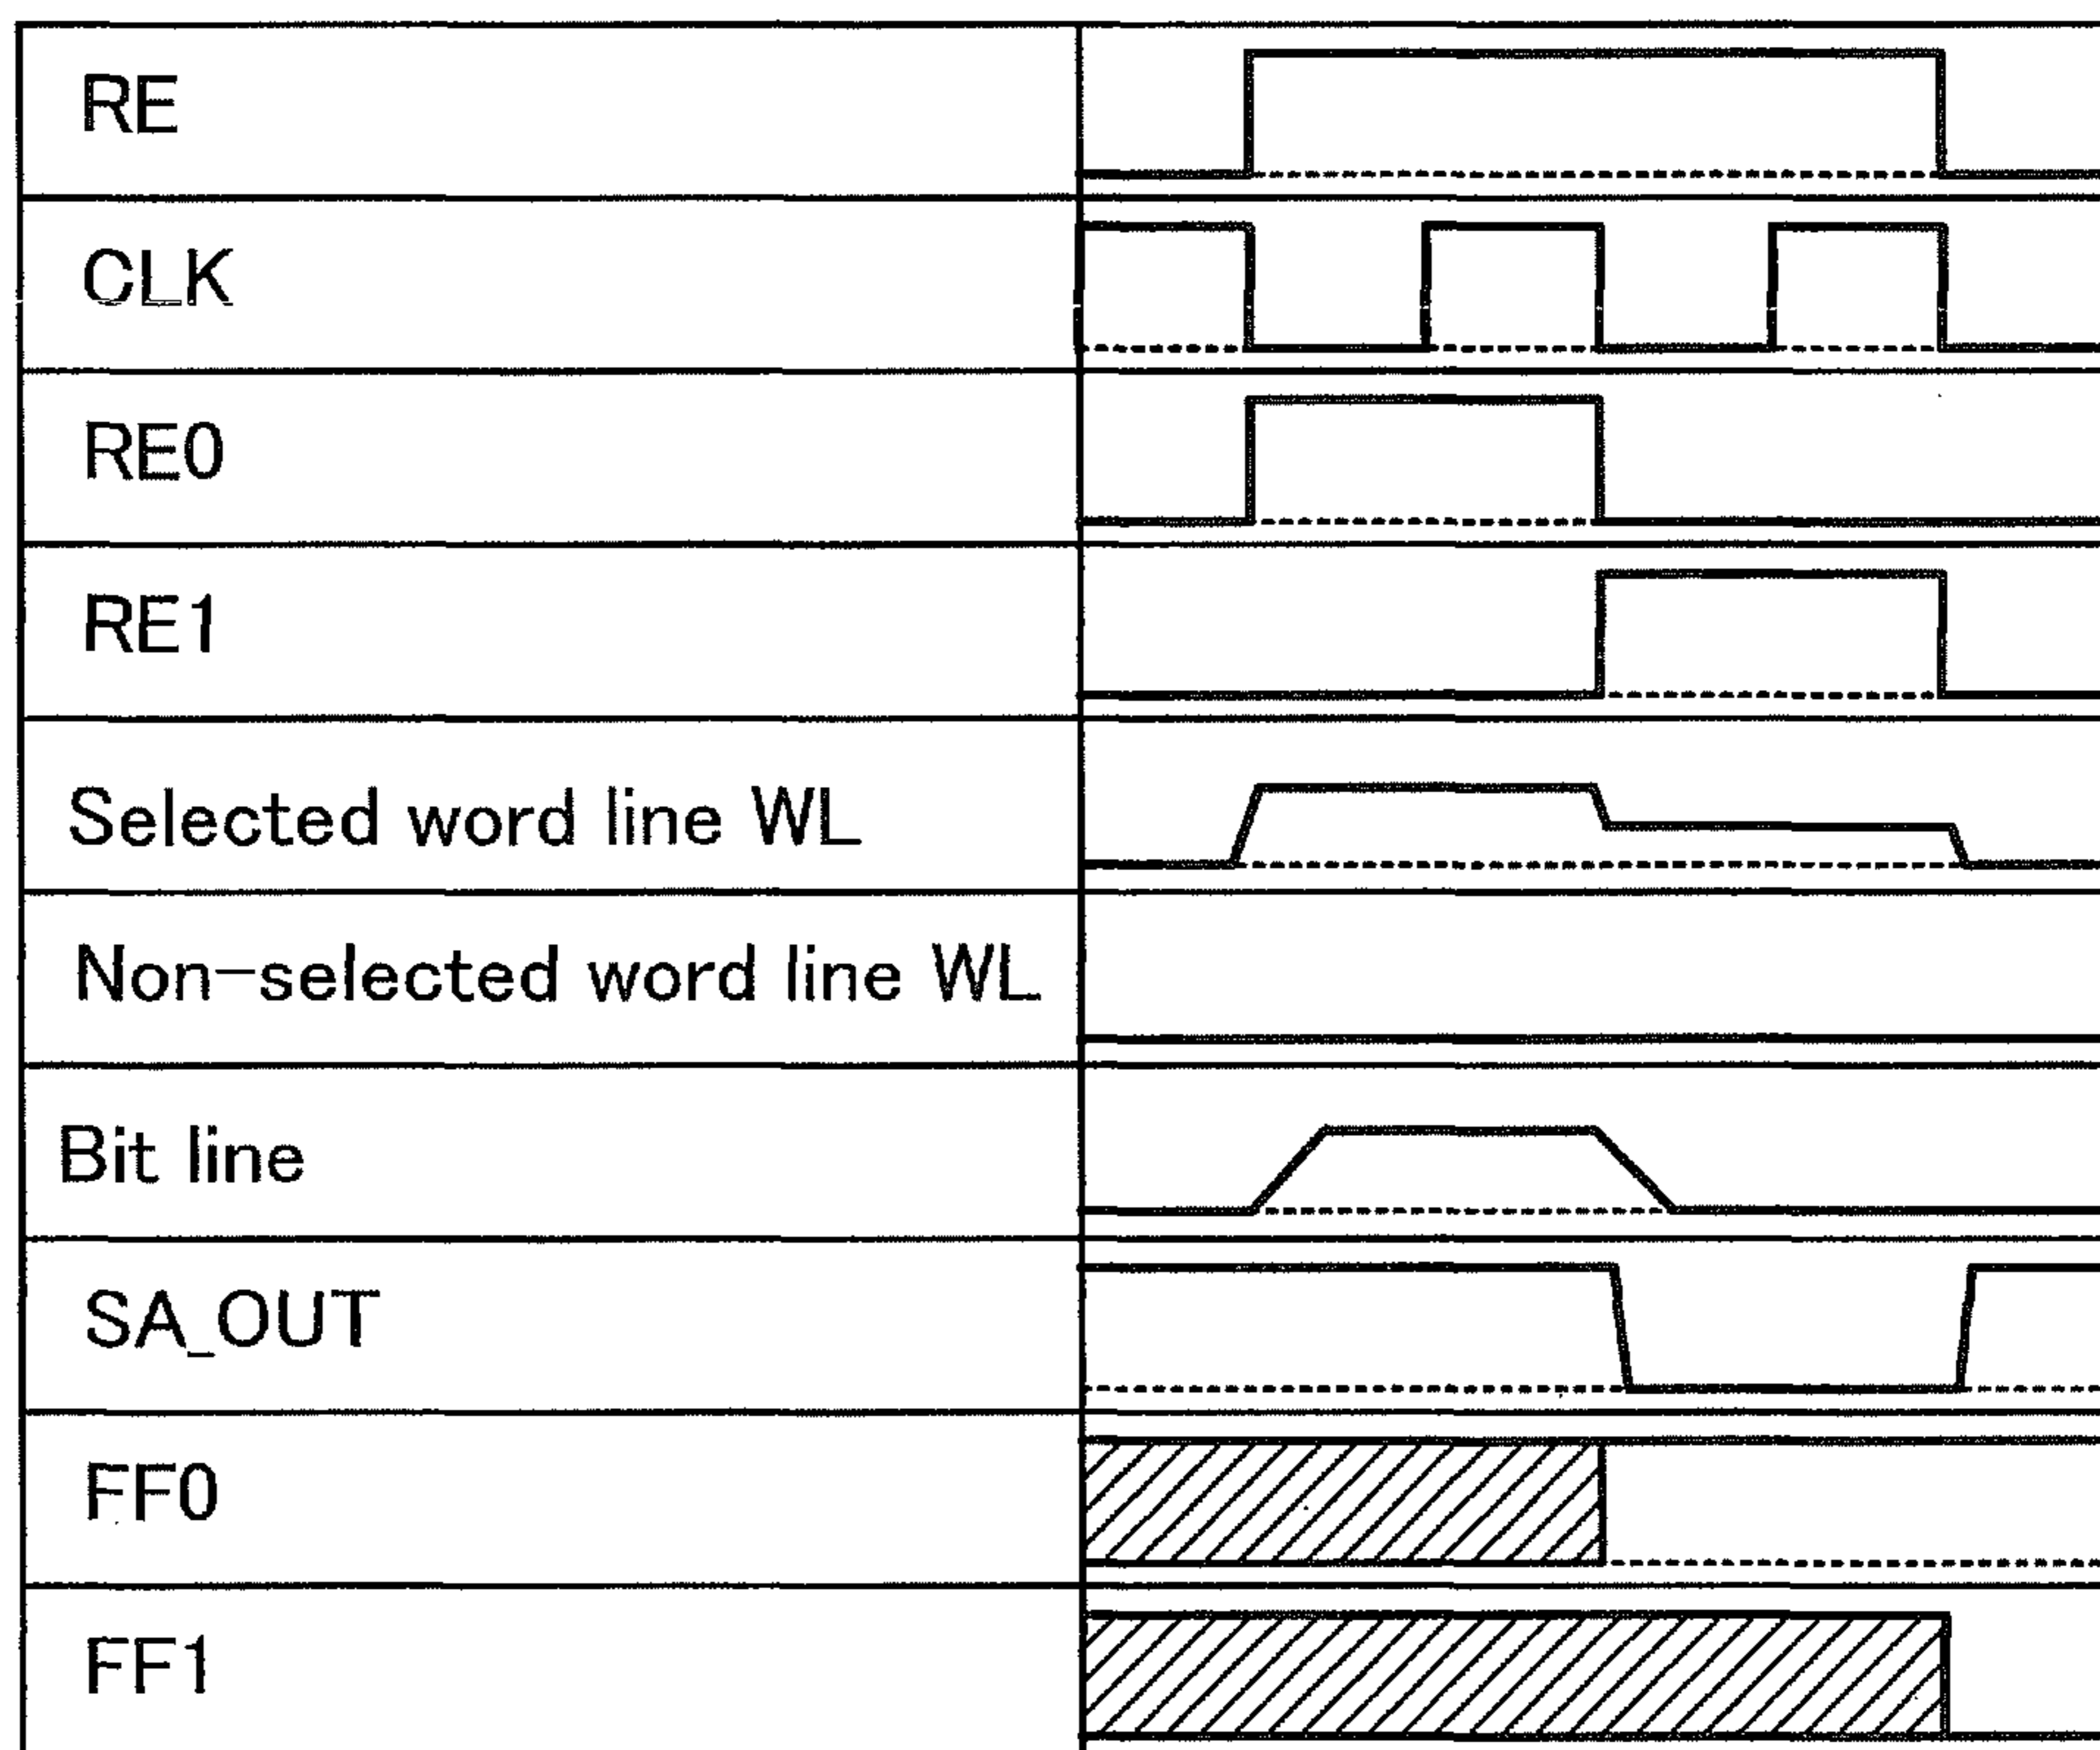 RE
CLK
RE0
RE1
Selected word line WL
Non-selected word line WL
Bit line
SA_OUT
FF0
FF1